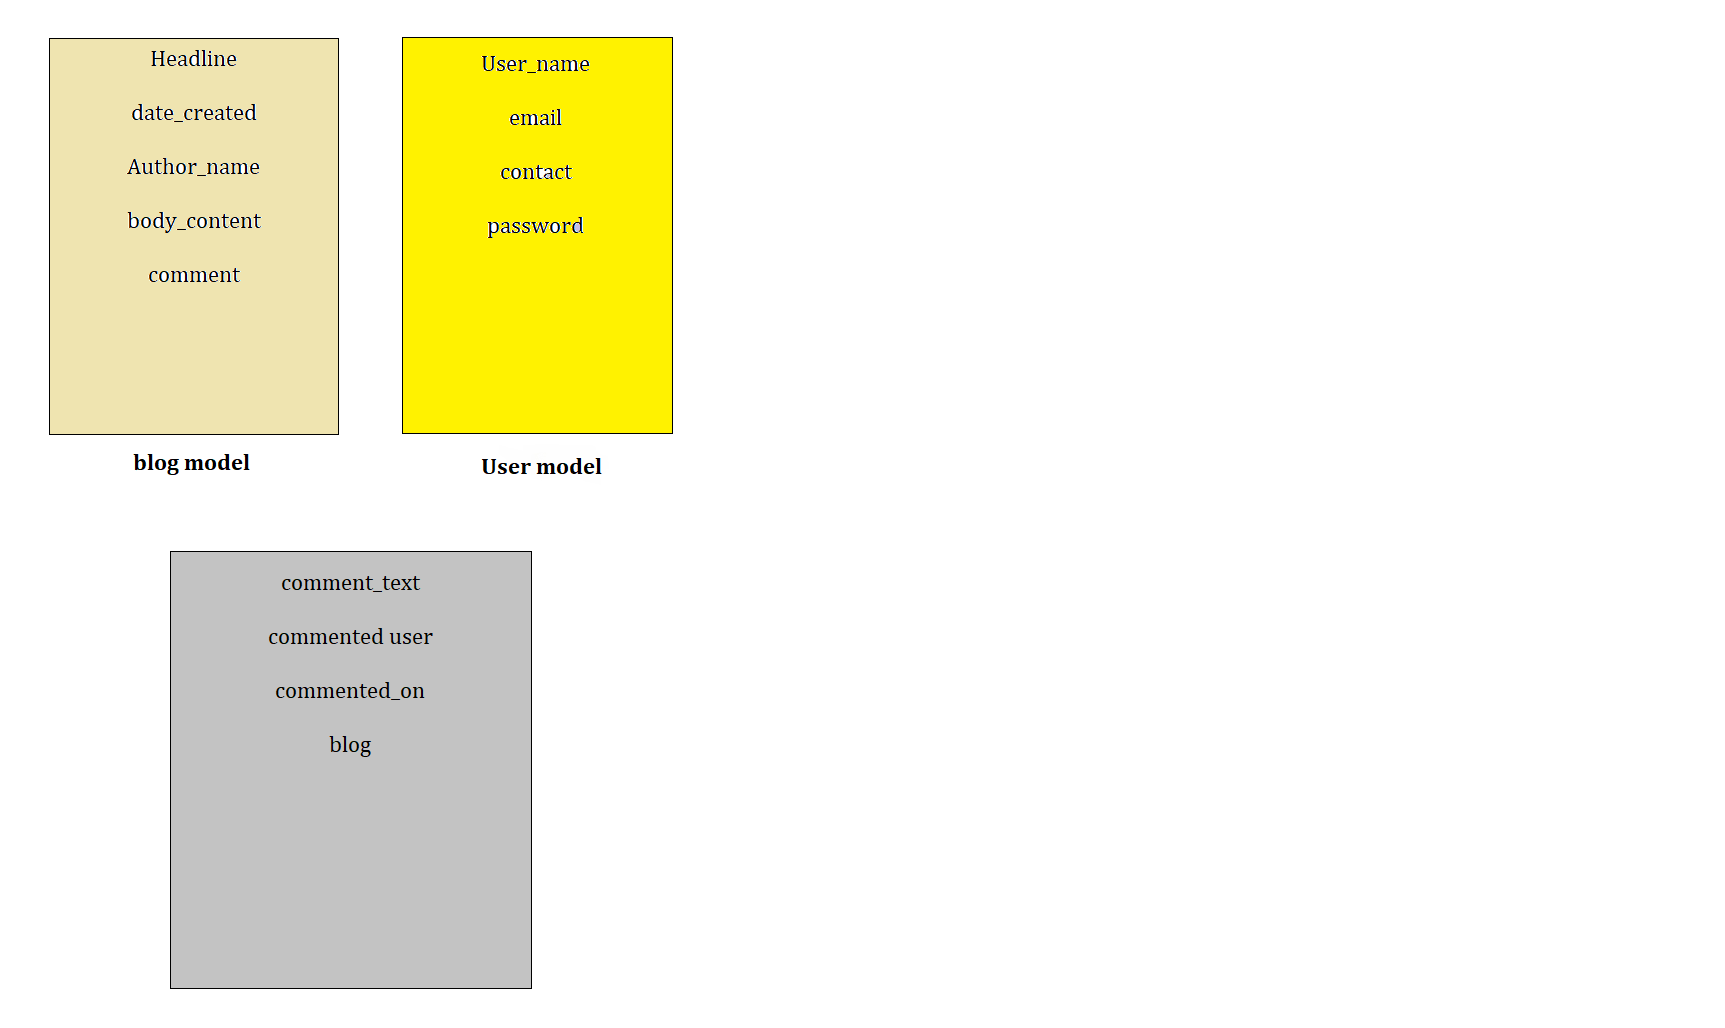 Headline
date_created
Author_name
body_content
comment
blog model
User_name
email
contact
password
User model
comment_text
commented user
commented_on
blog